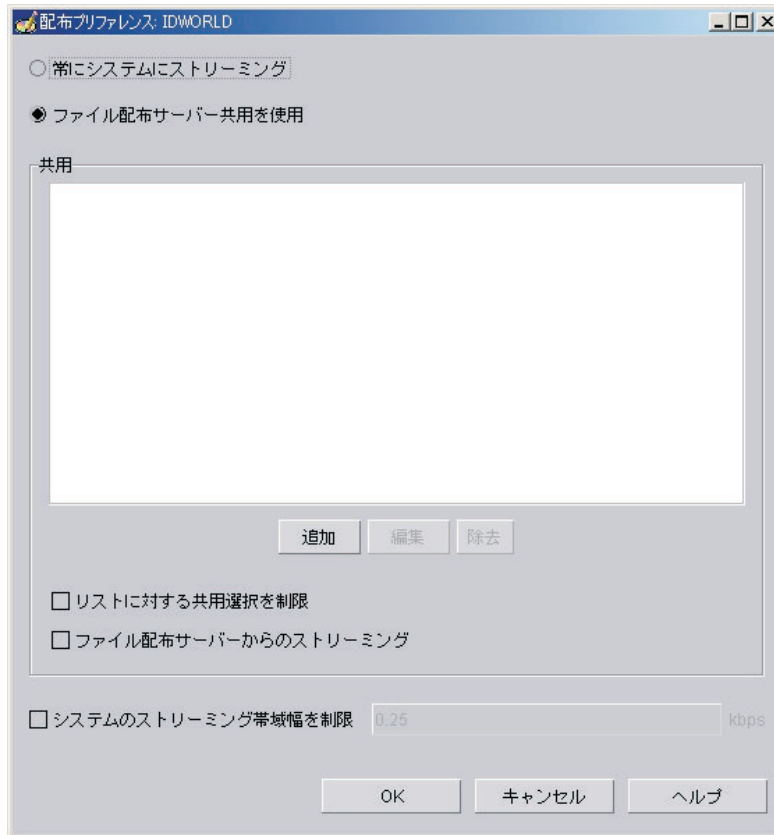 配布プリファレンス: IDWORLD
常にシステムにストリーミング
ファイル配布サーバー共用を使用
共用
追加 編集 除去
リストに対する共用選択を制限
ファイル配布サーバーからのストリーミング
システムのストリーミング帯域幅を制限 0.25 kbps
OK キャンセル ヘルプ